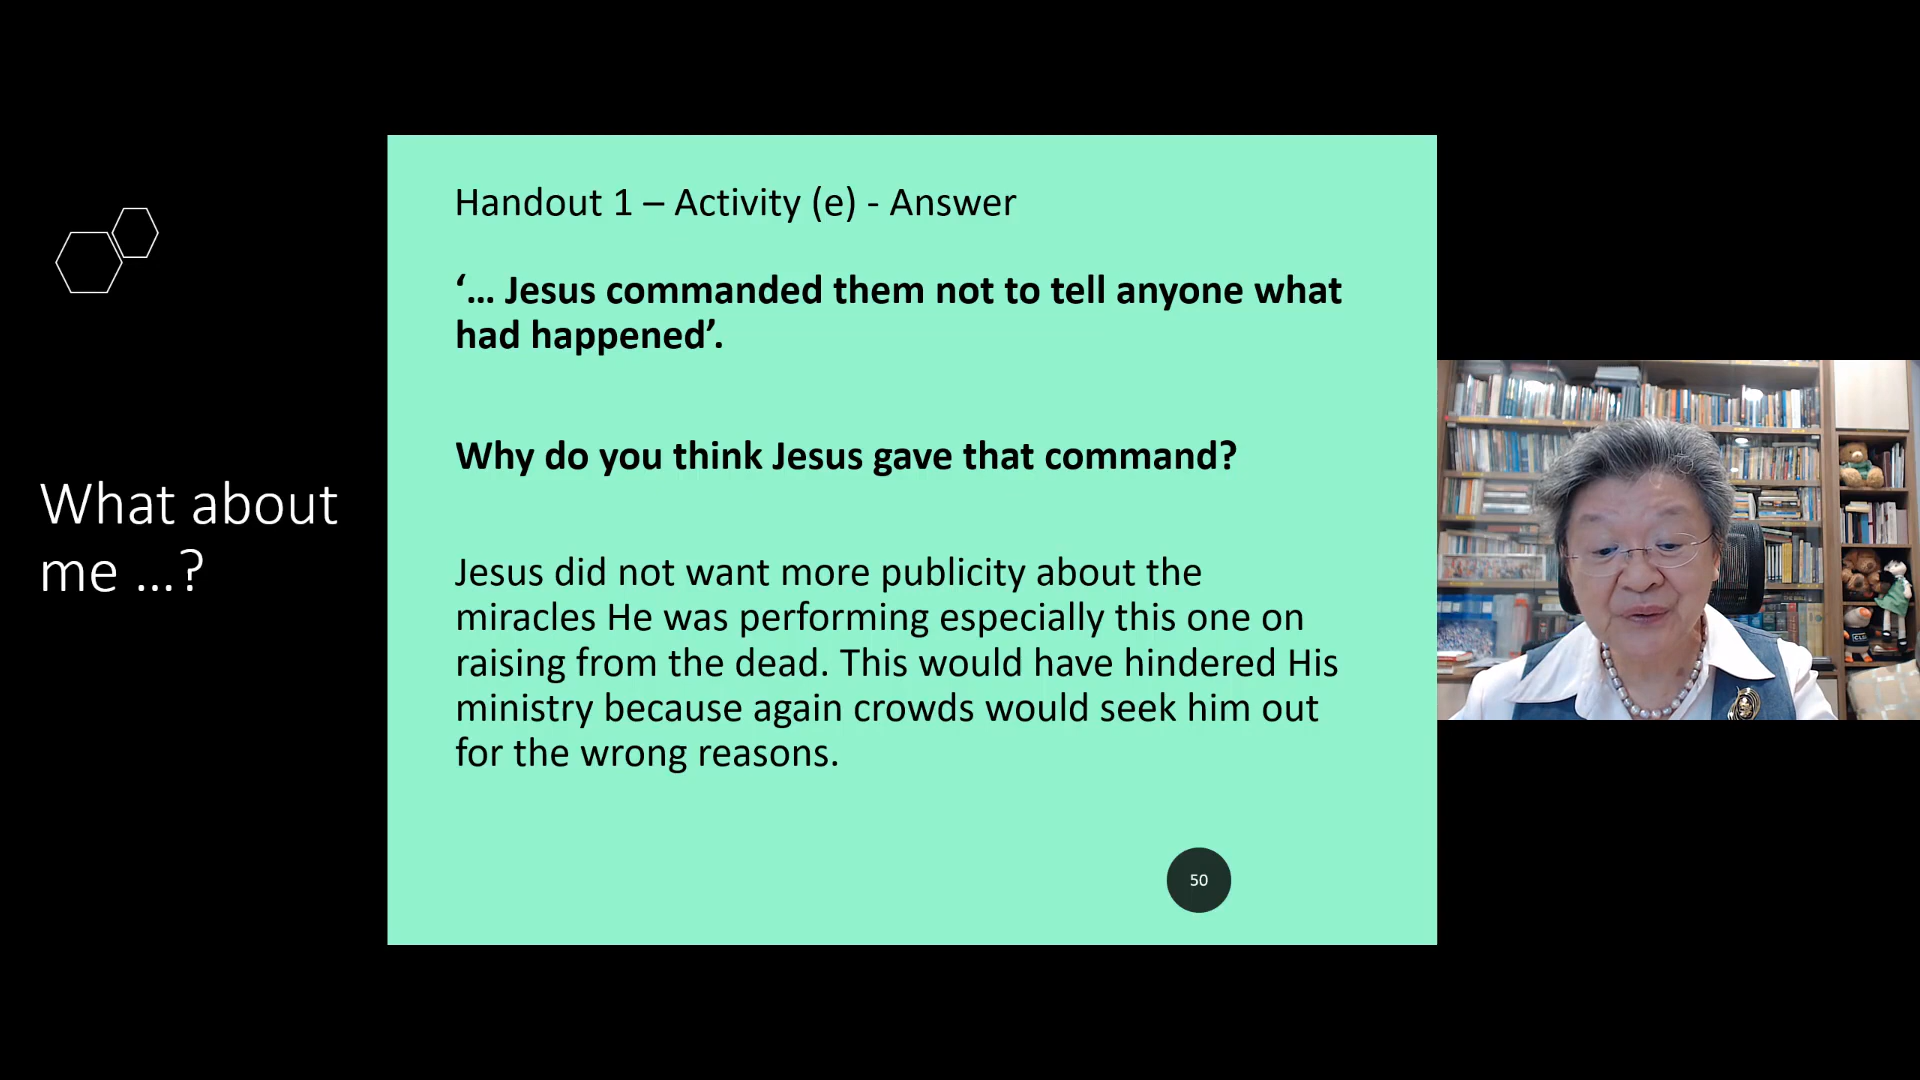 What about
me ...?
Handout 1 – Activity (e) - Answer
‘... Jesus commanded them not to tell anyone what
had happened’.
Why do you think Jesus gave that command?
Jesus did not want more publicity about the
miracles He was performing especially this one on
raising from the dead. This would have hindered His
ministry because again crowds would seek him out
for the wrong reasons.
50